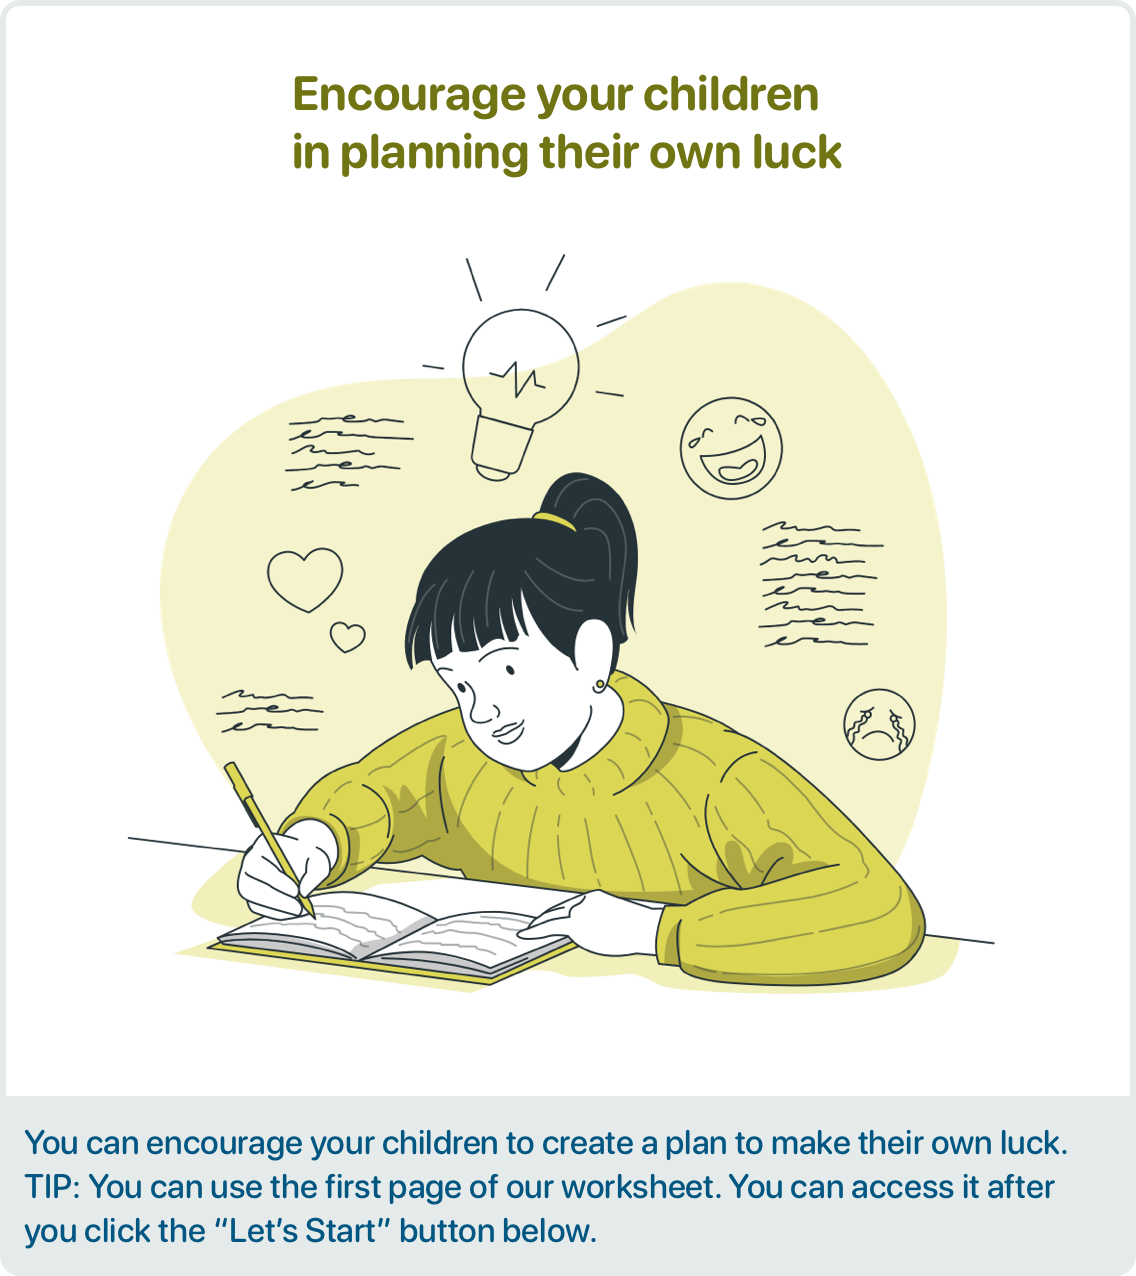 Encourage your children
in planning their own luck
You can encourage your children to create a plan to make their own luck.
TIP: You can use the first page of our worksheet. You can access it after
you click the “Let’s Start” button below.